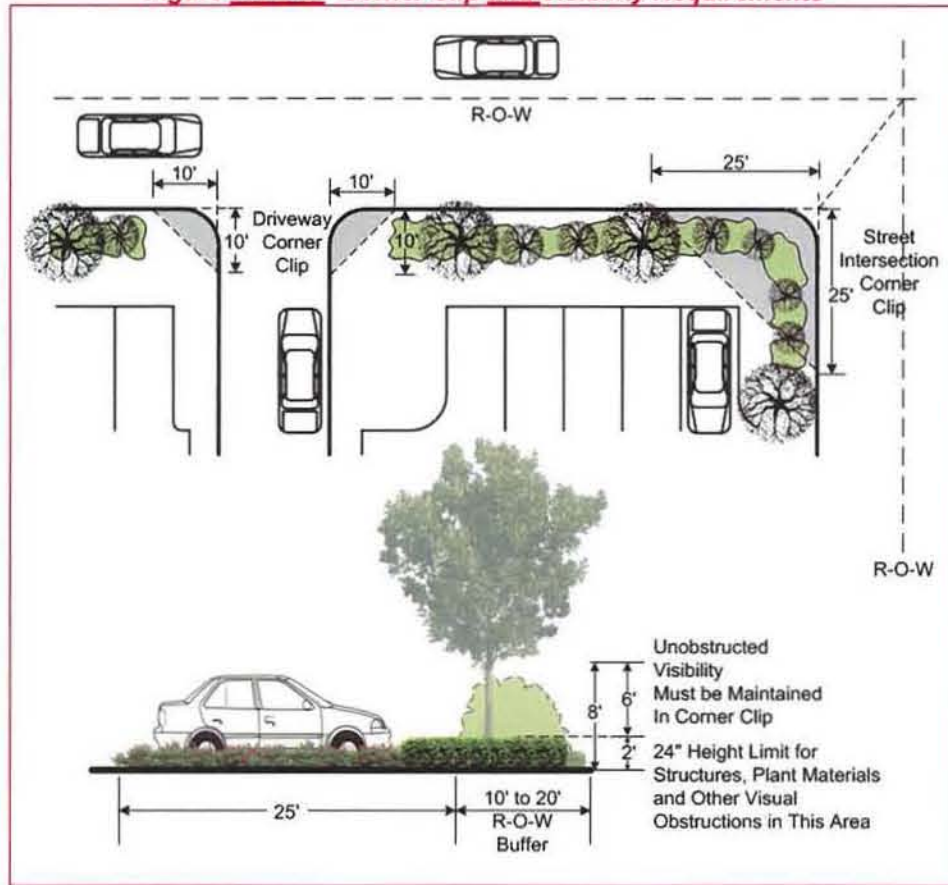 Requirements
R-O-W
10'
10'
25'
10'
Driveway
Corner
Clip
10'
Street
Intersection
Corner
Clip
25'
R-O-W
Unobstructed
Visibility
Must be Maintained
In Corner Clip
6'
8'
2'
24" Height Limit for
Structures, Plant Materials
and Other Visual
Obstructions in This Area
25'
10' to 20'
R-O-W
Buffer